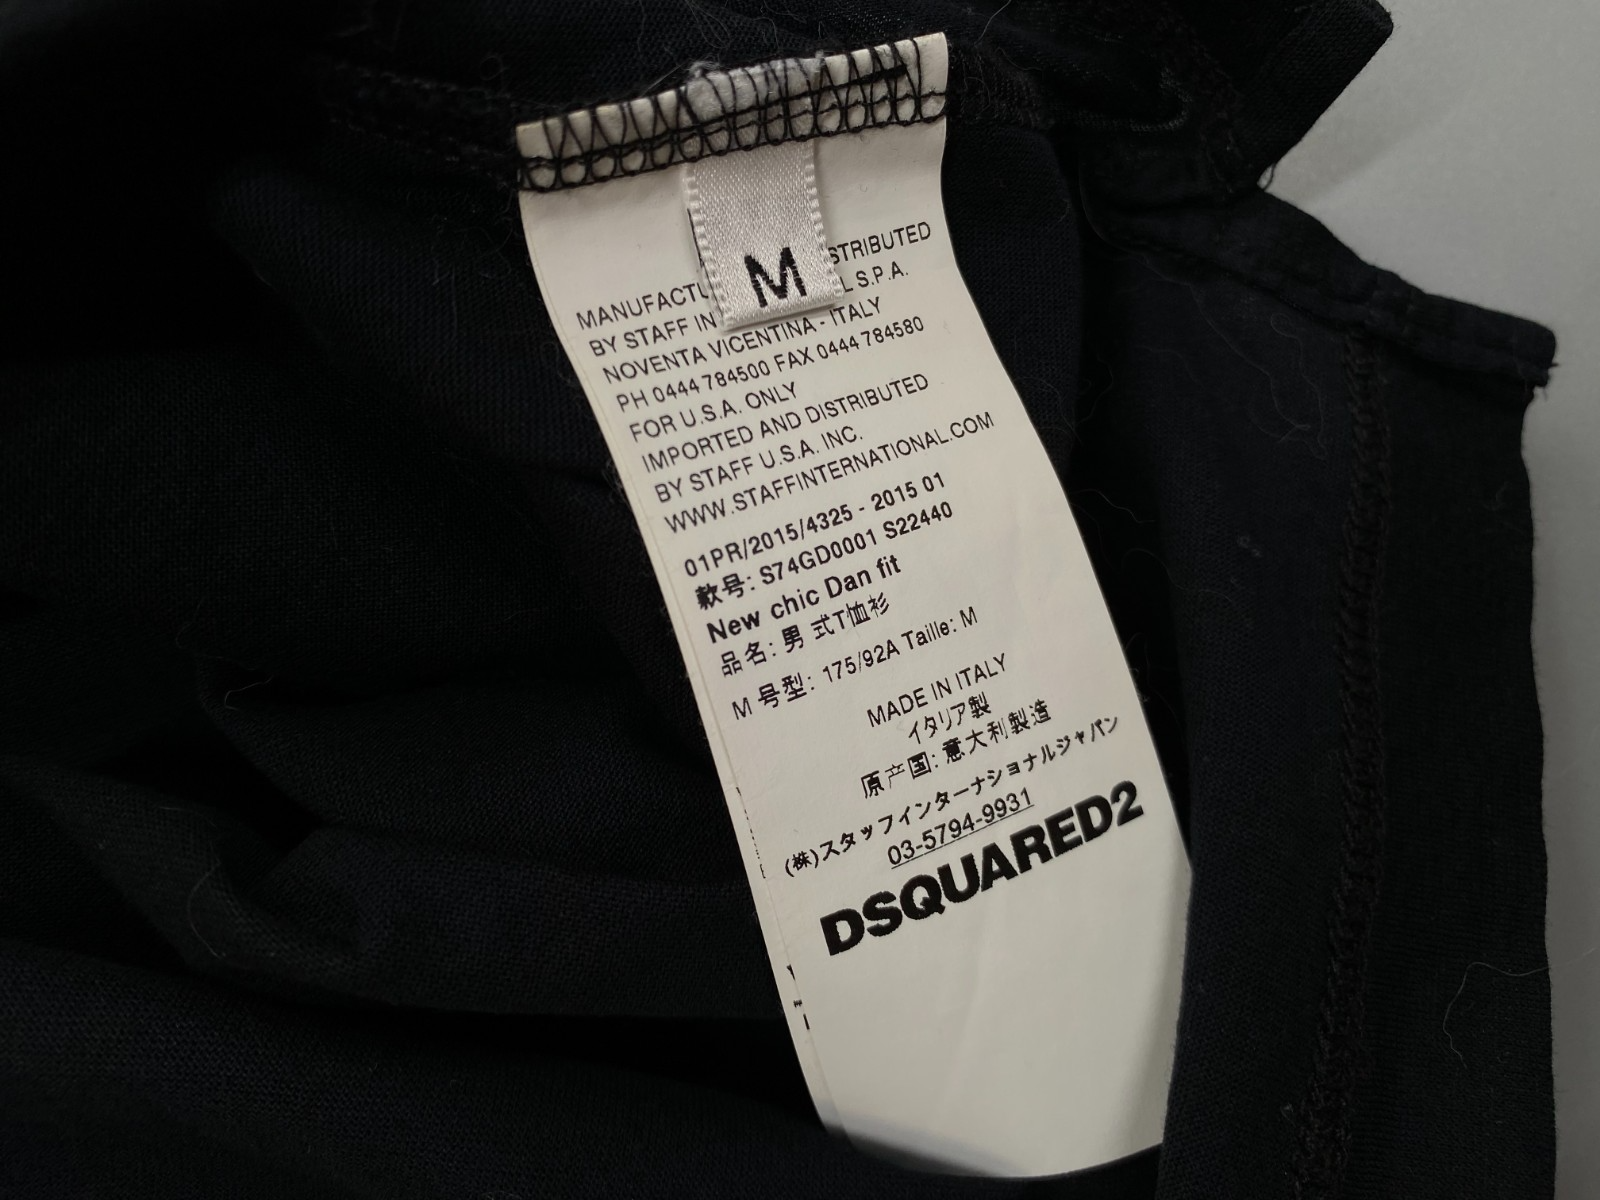 M
MANUFACTU STRIBUTED
BY STAFF IN L S.P.A.
NOVENTA VICENTINA - ITALY
PH 0444 784500 FAX 0444 784580
FOR U.S.A. ONLY
IMPORTED AND DISTRIBUTED
BY STAFF U.S.A. INC.
WWW.STAFFINTERNATIONAL.COM
01PR/2015/4325 - 2015 01
款号: S74GD0001 S22440
New chic Dan fit
品名: 男 式T恤衫
M 号型: 175/92A Taille: M
MADE IN ITALY
イタリア製
原产国: 意大利製造
(株)スタッフインターナショナルジャパン
03-5794-9931
DSQUARED2